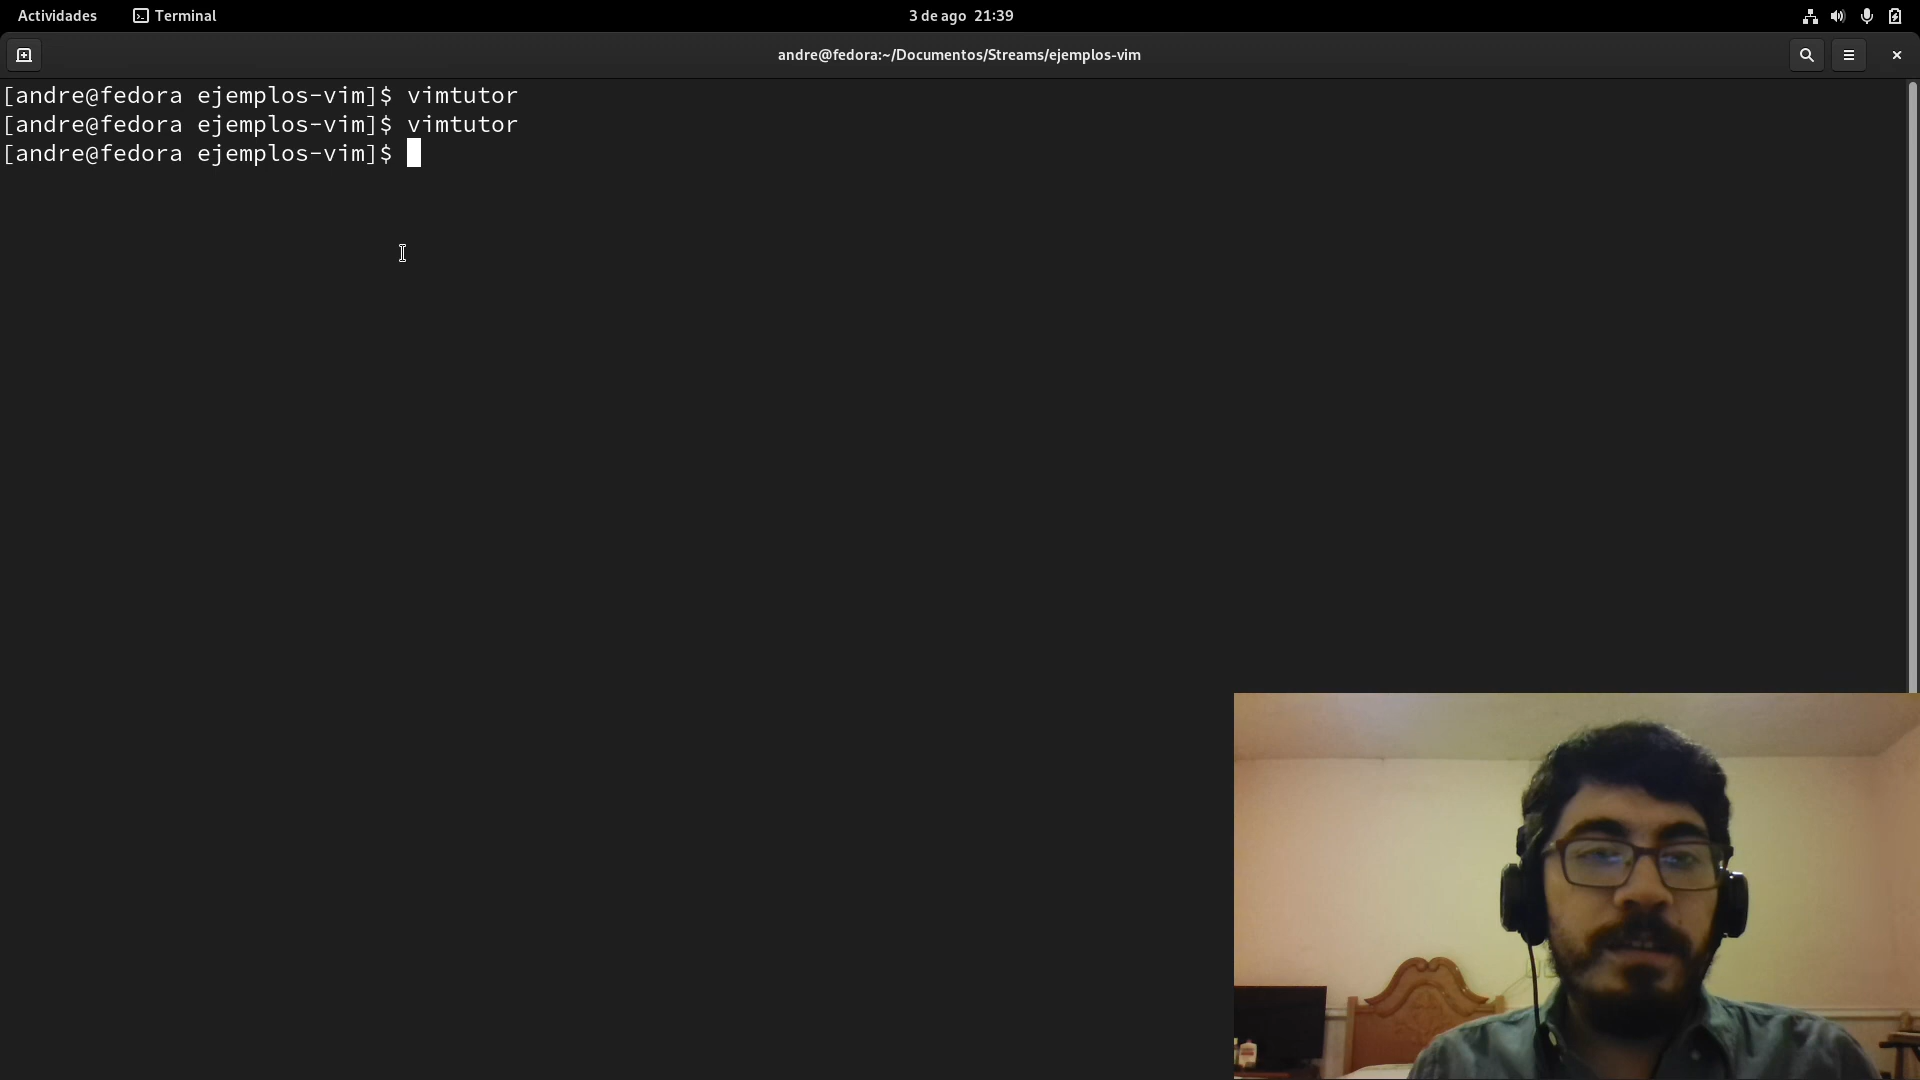 Actividades Terminal 3 de ago 21:39
andre@fedora:~/Documentos/Streams/ejemplos-vim
[andre@fedora ejemplos-vim]$ vimtutor
[andre@fedora ejemplos-vim]$ vimtutor
[andre@fedora ejemplos-vim]$